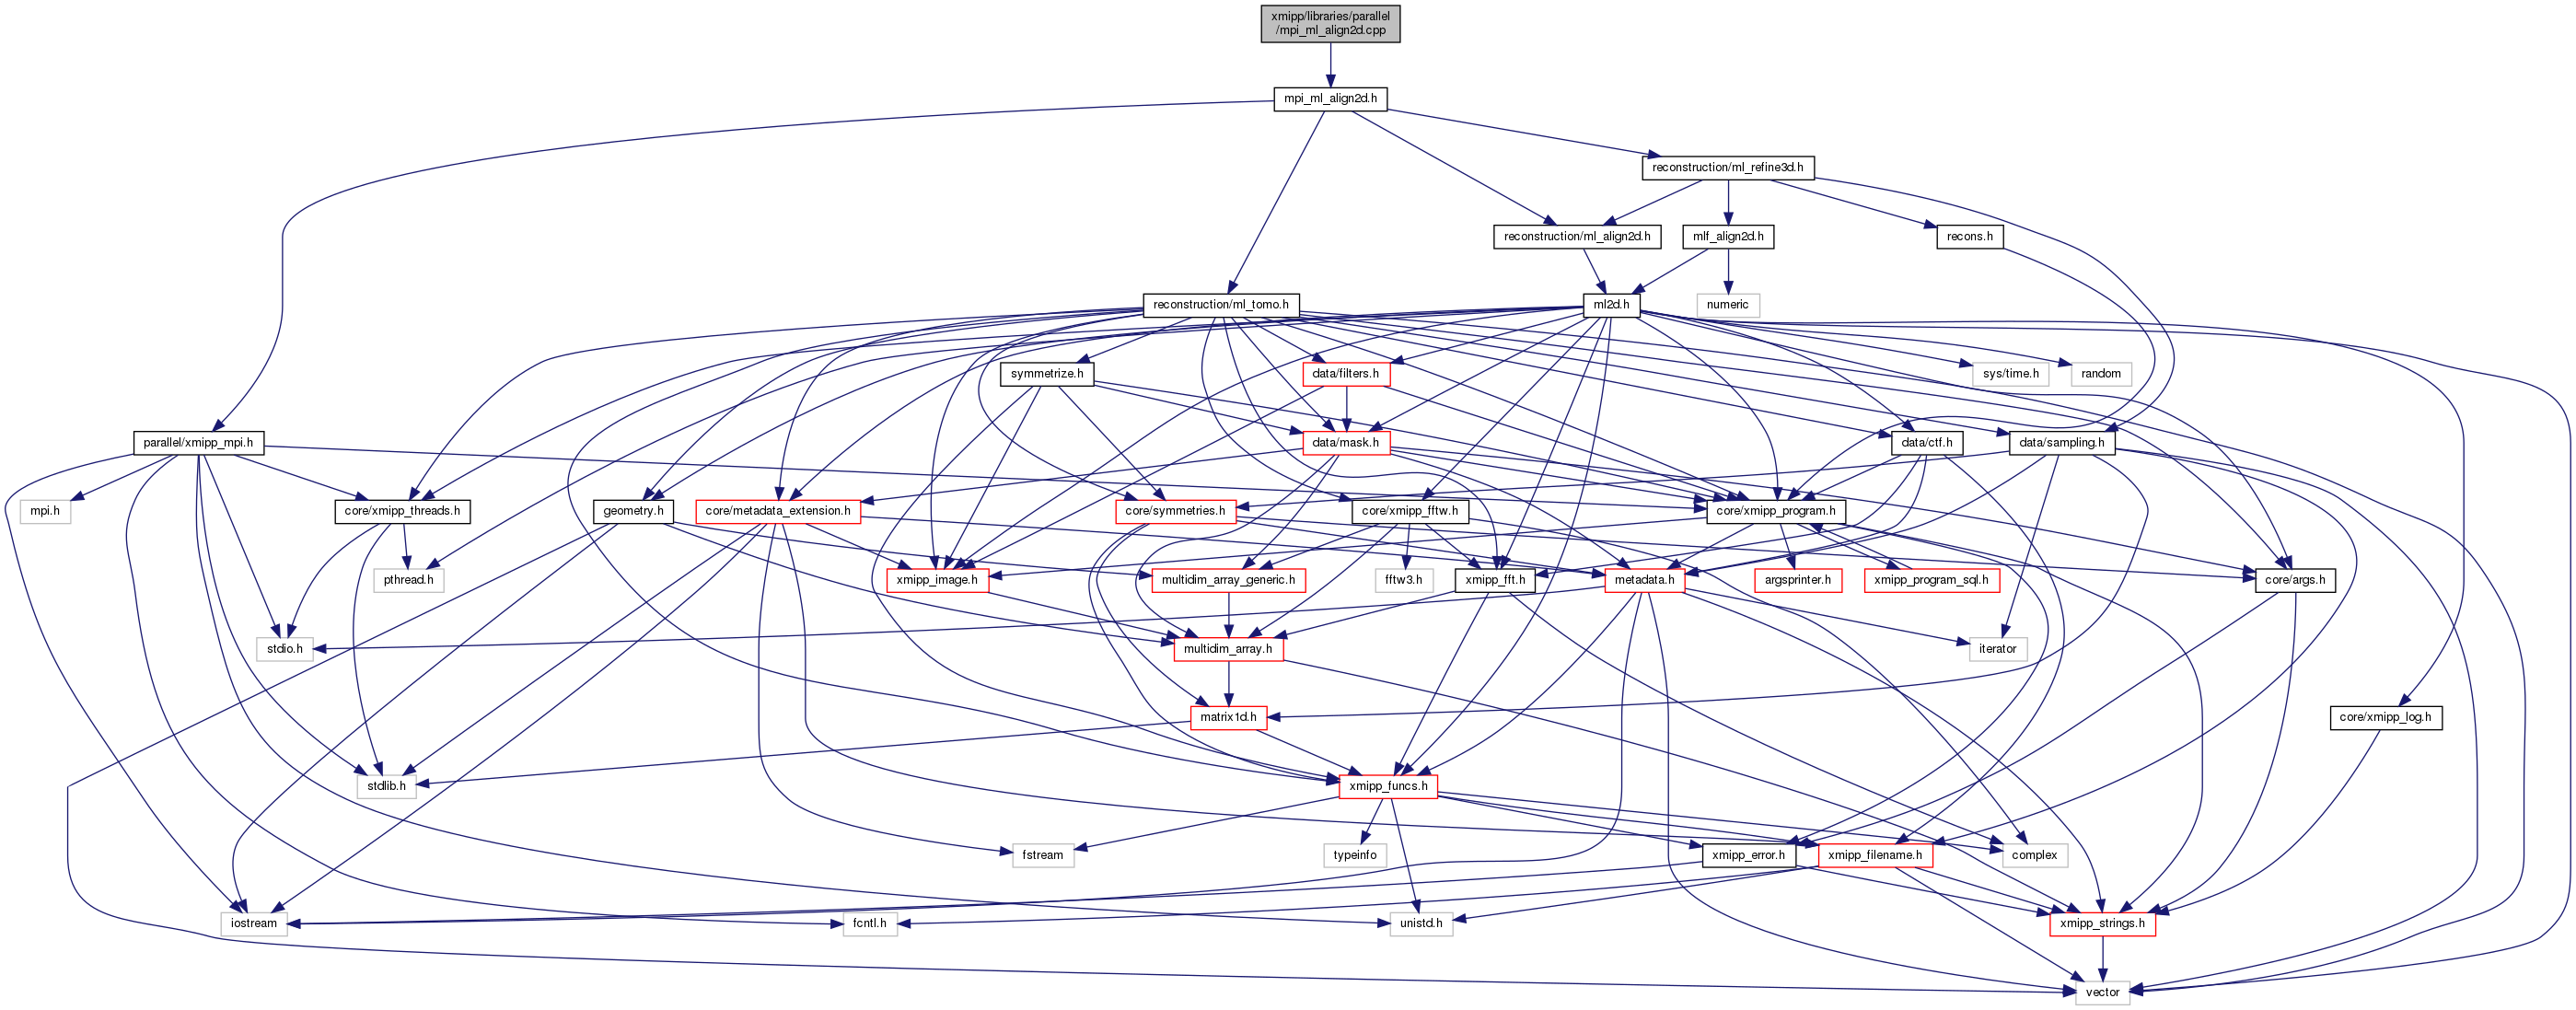 xmipp/libraries/parallel
/mpi_ml_align2d.cpp
mpi_ml_align2d.h
reconstruction/ml_refine3d.h
reconstruction/ml_align2d.h
mlf_align2d.h
recons.h
reconstruction/ml_tomo.h
ml2d.h
numeric
symmetrize.h
data/filters.h
sys/time.h
random
parallel/xmipp_mpi.h
data/mask.h
data/ctf.h
data/sampling.h
mpi.h
core/xmipp_threads.h
geometry.h
core/metadata_extension.h
core/symmetries.h
core/xmipp_fftw.h
core/xmipp_program.h
pthread.h
xmipp_image.h
multidim_array_generic.h
fftw3.h
xmipp_fft.h
metadata.h
argsprinter.h
xmipp_program_sql.h
core/args.h
stdio.h
multidim_array.h
iterator
matrix1d.h
core/xmipp_log.h
stdlib.h
xmipp_funcs.h
fstream
typeinfo
xmipp_error.h
xmipp_filename.h
complex
iostream
fcntl.h
unistd.h
xmipp_strings.h
vector